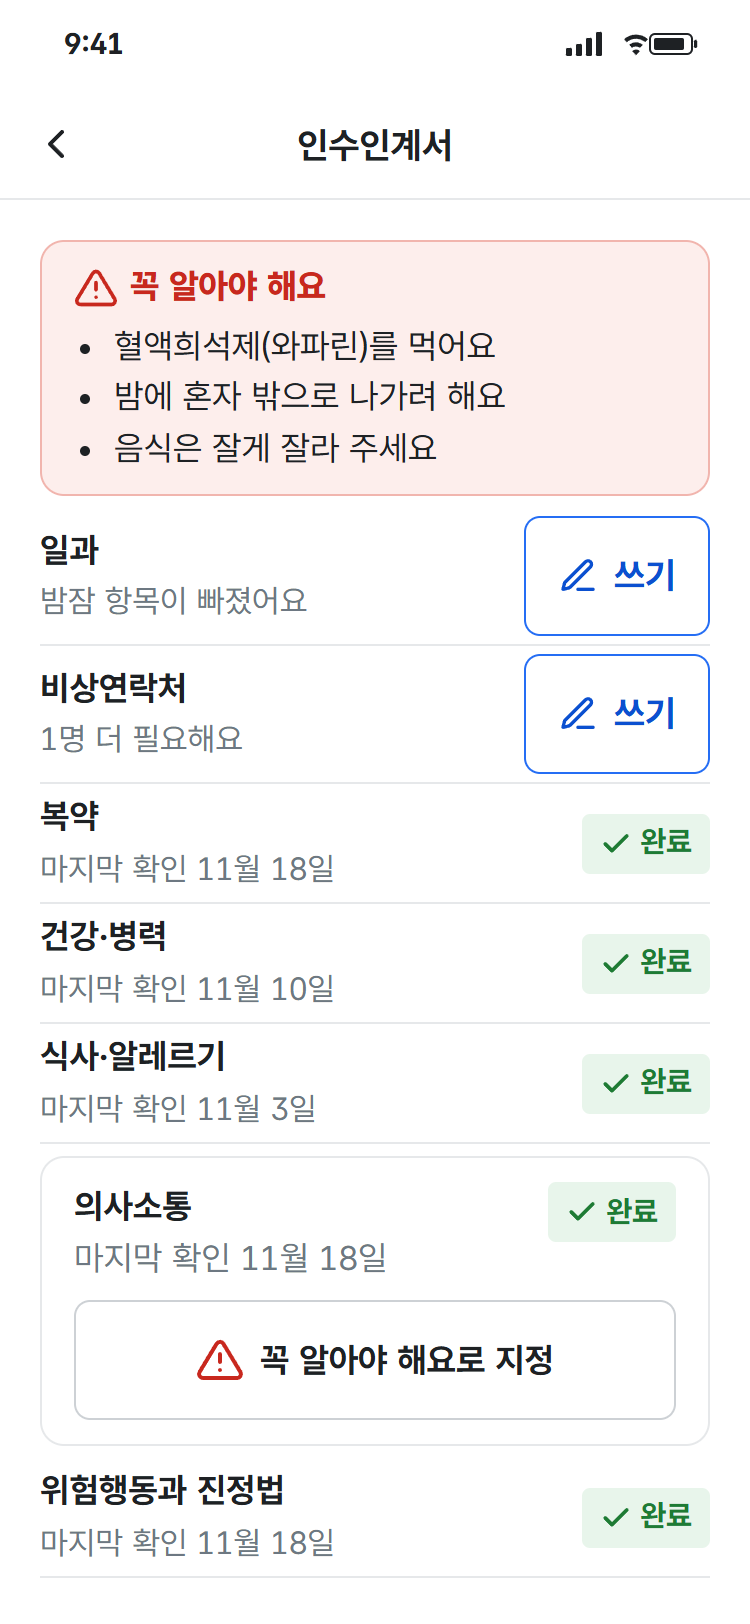 9:41
인수인계서
꼭 알아야 해요
• 혈액희석제(와파린)를 먹어요
• 밤에 혼자 밖으로 나가려 해요
• 음식은 잘게 잘라 주세요
일과
밤잠 항목이 빠졌어요
쓰기
비상연락처
1명 더 필요해요
쓰기
복약
마지막 확인 11월 18일
완료
건강·병력
마지막 확인 11월 10일
완료
식사·알레르기
마지막 확인 11월 3일
완료
의사소통
마지막 확인 11월 18일
완료
꼭 알아야 해요로 지정
위험행동과 진정법
마지막 확인 11월 18일
완료